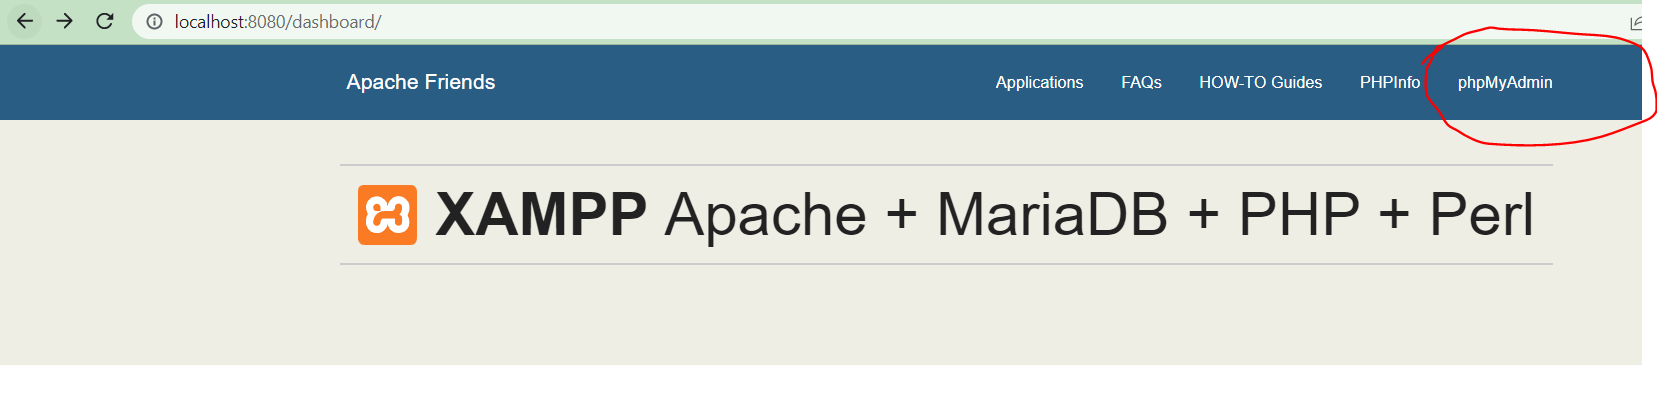 localhost:8080/dashboard/
Apache Friends Applications FAQs HOW-TO Guides PHPInfo phpMyAdmin
XAMPP Apache + MariaDB + PHP + Perl